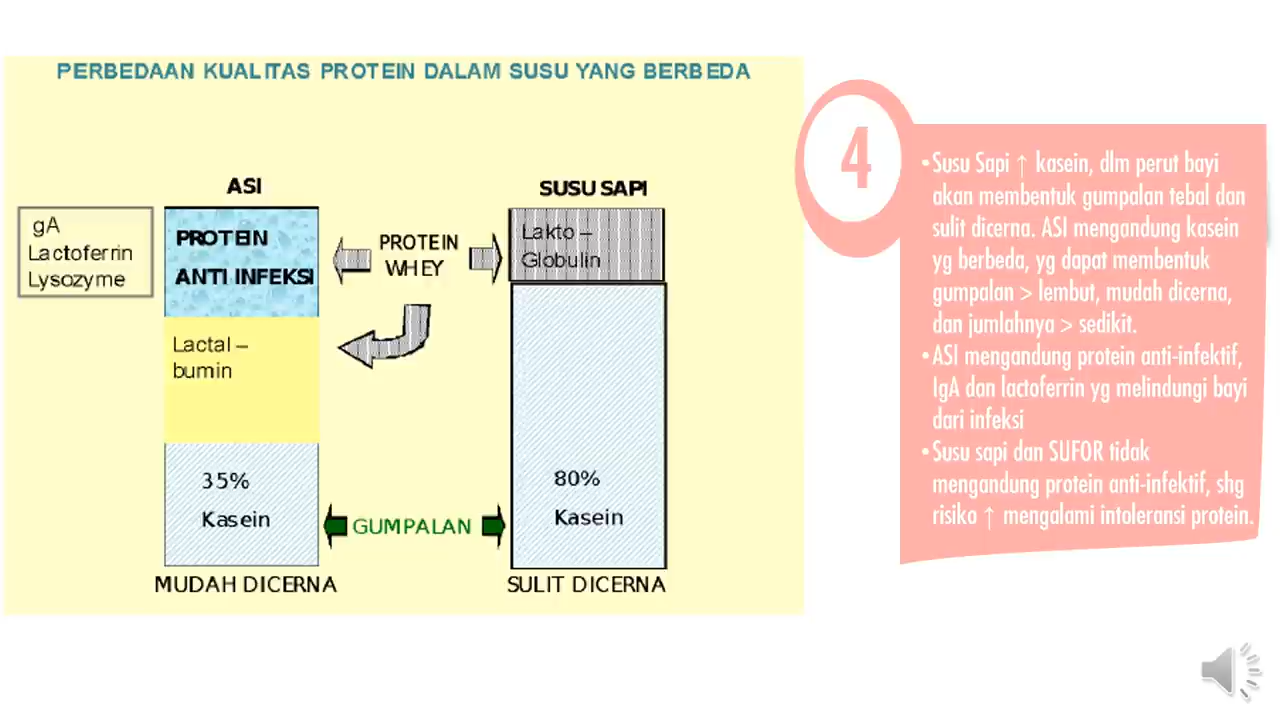 PERBEDAAN KUALITAS PROTEIN DALAM SUSU YANG BERBEDA
ASI
SUSU SAPI
gA
Lactoferrin
Lysozyme
PROTEIN
ANTI INFEKSI
PROTEIN
WHEY
Lakto –
Globulin
Lactal –
bumin
35%
Kasein
80%
Kasein
GUMPALAN
MUDAH DICERNA
SULIT DICERNA
4
•Susu Sapi ↑ kasein, dlm perut bayi
akan membentuk gumpalan tebal dan
sulit dicerna. ASI mengandung kasein
yg berbeda, yg dapat membentuk
gumpalan > lembut, mudah dicerna,
dan jumlahnya > sedikit.
•ASI mengandung protein anti-infektif,
IgA dan lactoferrin yg melindungi bayi
dari infeksi
•Susu sapi dan SUFOR tidak
mengandung protein anti-infektif, shg
risiko ↑ mengalami intoleransi protein.